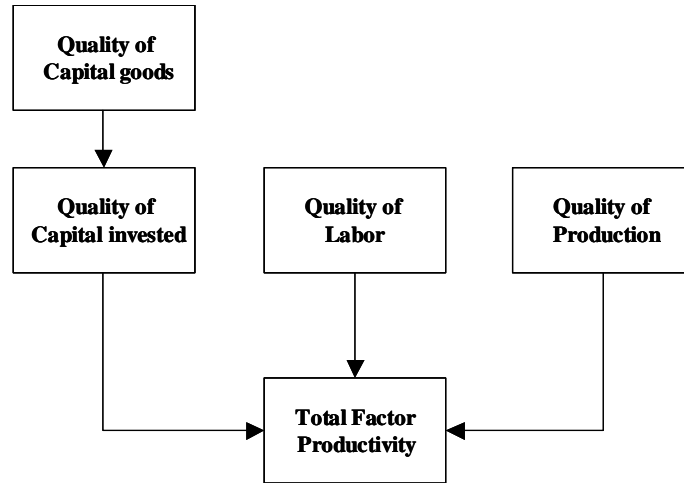 Quality of
Capital goods
Quality of
Capital invested
Quality of
Labor
Quality of
Production
Total Factor
Productivity